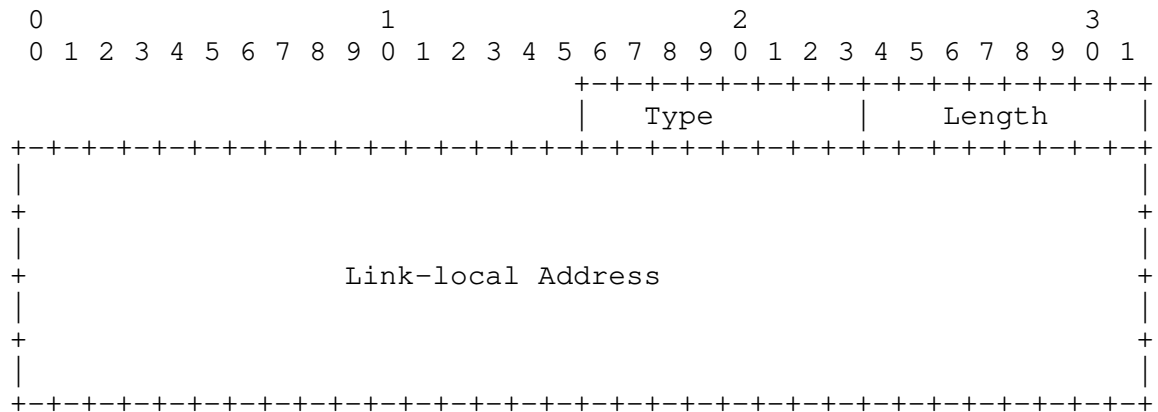 0                   1                   2                   3
 0 1 2 3 4 5 6 7 8 9 0 1 2 3 4 5 6 7 8 9 0 1 2 3 4 5 6 7 8 9 0 1
                                +-+-+-+-+-+-+-+-+-+-+-+-+-+-+-+-+
                                |   Type        |    Length     |
+-+-+-+-+-+-+-+-+-+-+-+-+-+-+-+-+-+-+-+-+-+-+-+-+-+-+-+-+-+-+-+-+
|                                                               |
+                                                               +
|                                                               |
+                  Link-local Address                           +
|                                                               |
+                                                               +
|                                                               |
+-+-+-+-+-+-+-+-+-+-+-+-+-+-+-+-+-+-+-+-+-+-+-+-+-+-+-+-+-+-+-+-+